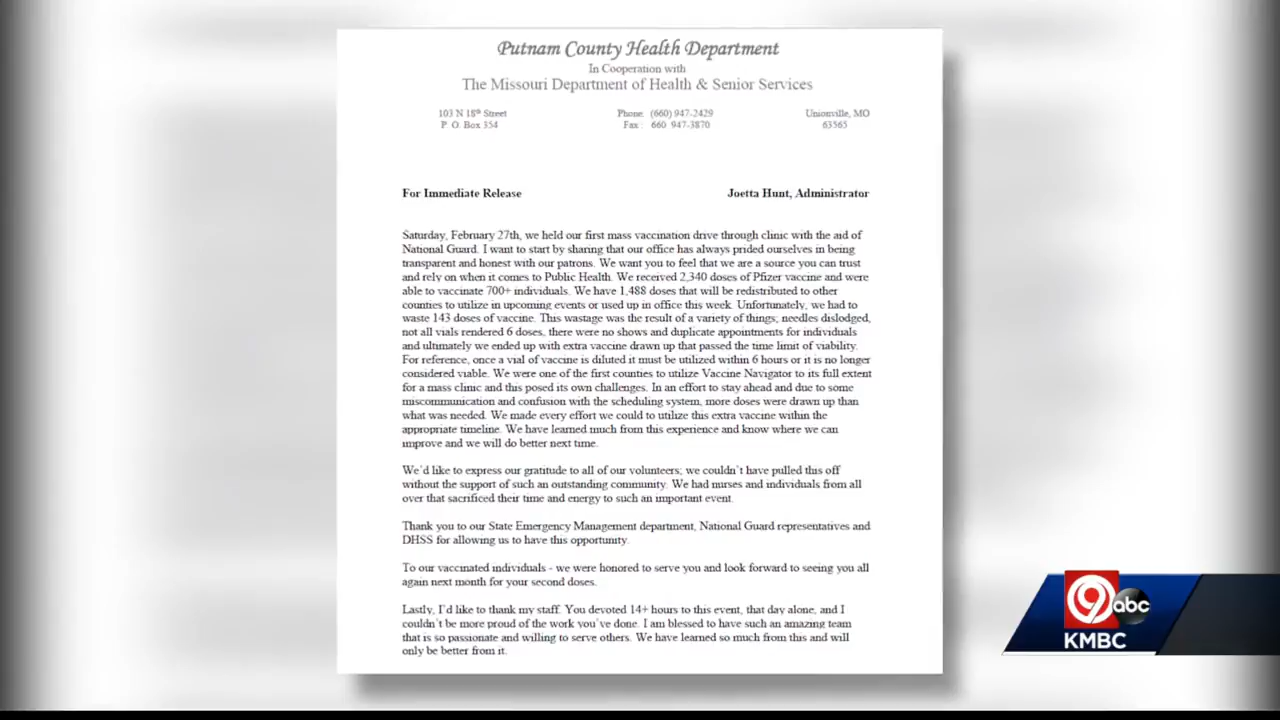 Putnam County Health Department
In Cooperation with
The Missouri Department of Health & Senior Services
103 N 18th Street
P. O. Box 354
Phone: (660) 947-2429
Fax : 660 947-3870
Unionville, MO
63565
For Immediate Release
Joetta Hunt, Administrator
Saturday, February 27th, we held our first mass vaccination drive through clinic with the aid of
National Guard. I want to start by sharing that our office has always prided ourselves in being
transparent and honest with our patrons. We want you to feel that we are a source you can trust
and rely on when it comes to Public Health. We received 2,340 doses of Pfizer vaccine and were
able to vaccinate 700+ individuals. We have 1,488 doses that will be redistributed to other
counties to utilize in upcoming events or used up in office this week. Unfortunately, we had to
waste 143 doses of vaccine. This wastage was the result of a variety of things; needles dislodged,
not all vials rendered 6 doses, there were no shows and duplicate appointments for individuals
and ultimately we ended up with extra vaccine drawn up that passed the time limit of viability.
For reference, once a vial of vaccine is diluted it must be utilized within 6 hours or it is no longer
considered viable. We were one of the first counties to utilize Vaccine Navigator to its full extent
for a mass clinic and this posed its own challenges. In an effort to stay ahead and due to some
miscommunication and confusion with the scheduling system, more doses were drawn up than
what was needed. We made every effort we could to utilize this extra vaccine within the
appropriate timeline. We have learned much from this experience and know where we can
improve and we will do better next time.
We'd like to express our gratitude to all of our volunteers; we couldn't have pulled this off
without the support of such an outstanding community. We had nurses and individuals from all
over that sacrificed their time and energy to such an important event.
Thank you to our State Emergency Management department, National Guard representatives and
DHSS for allowing us to have this opportunity.
To our vaccinated individuals - we were honored to serve you and look forward to seeing you all
again next month for your second doses.
Lastly, I'd like to thank my staff. You devoted 14+ hours to this event, that day alone, and I
couldn't be more proud of the work you've done. I am blessed to have such an amazing team
that is so passionate and willing to serve others. We have learned so much from this and will
only be better from it.
9 abc
KMBC